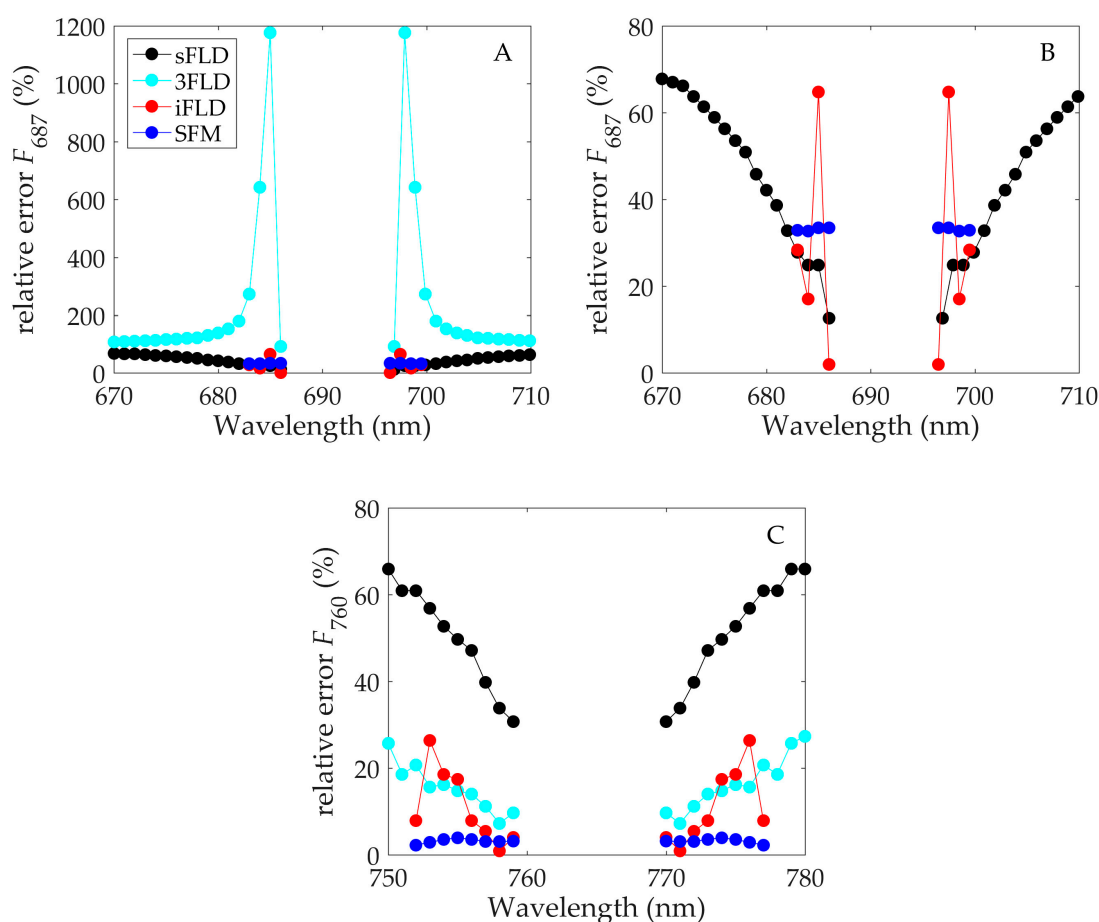 A
sFLD
3FLD
iFLD
SFM
relative error F687 (%)
1200
1000
800
600
400
200
0
670 680 690 700 710
Wavelength (nm)
B
relative error F687 (%)
80
60
40
20
0
670 680 690 700 710
Wavelength (nm)
C
relative error F760 (%)
80
60
40
20
0
750 760 770 780
Wavelength (nm)